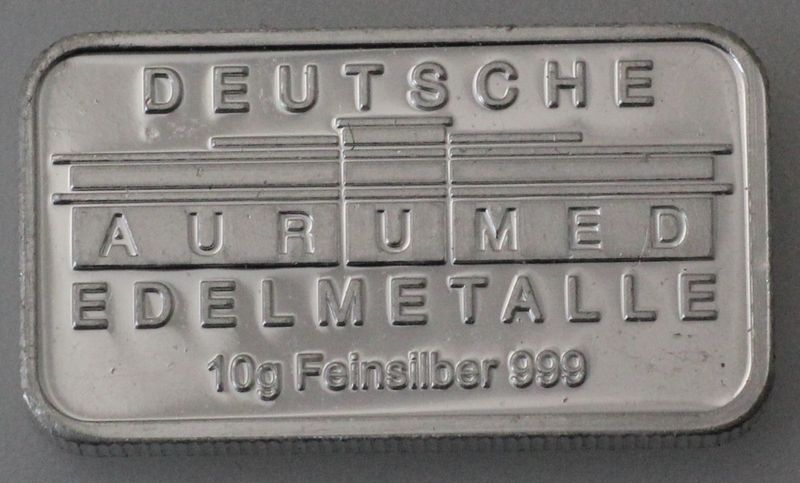 DEUTSCHE
AURUMED
EDELMETALLE
10g Feinsilber 999